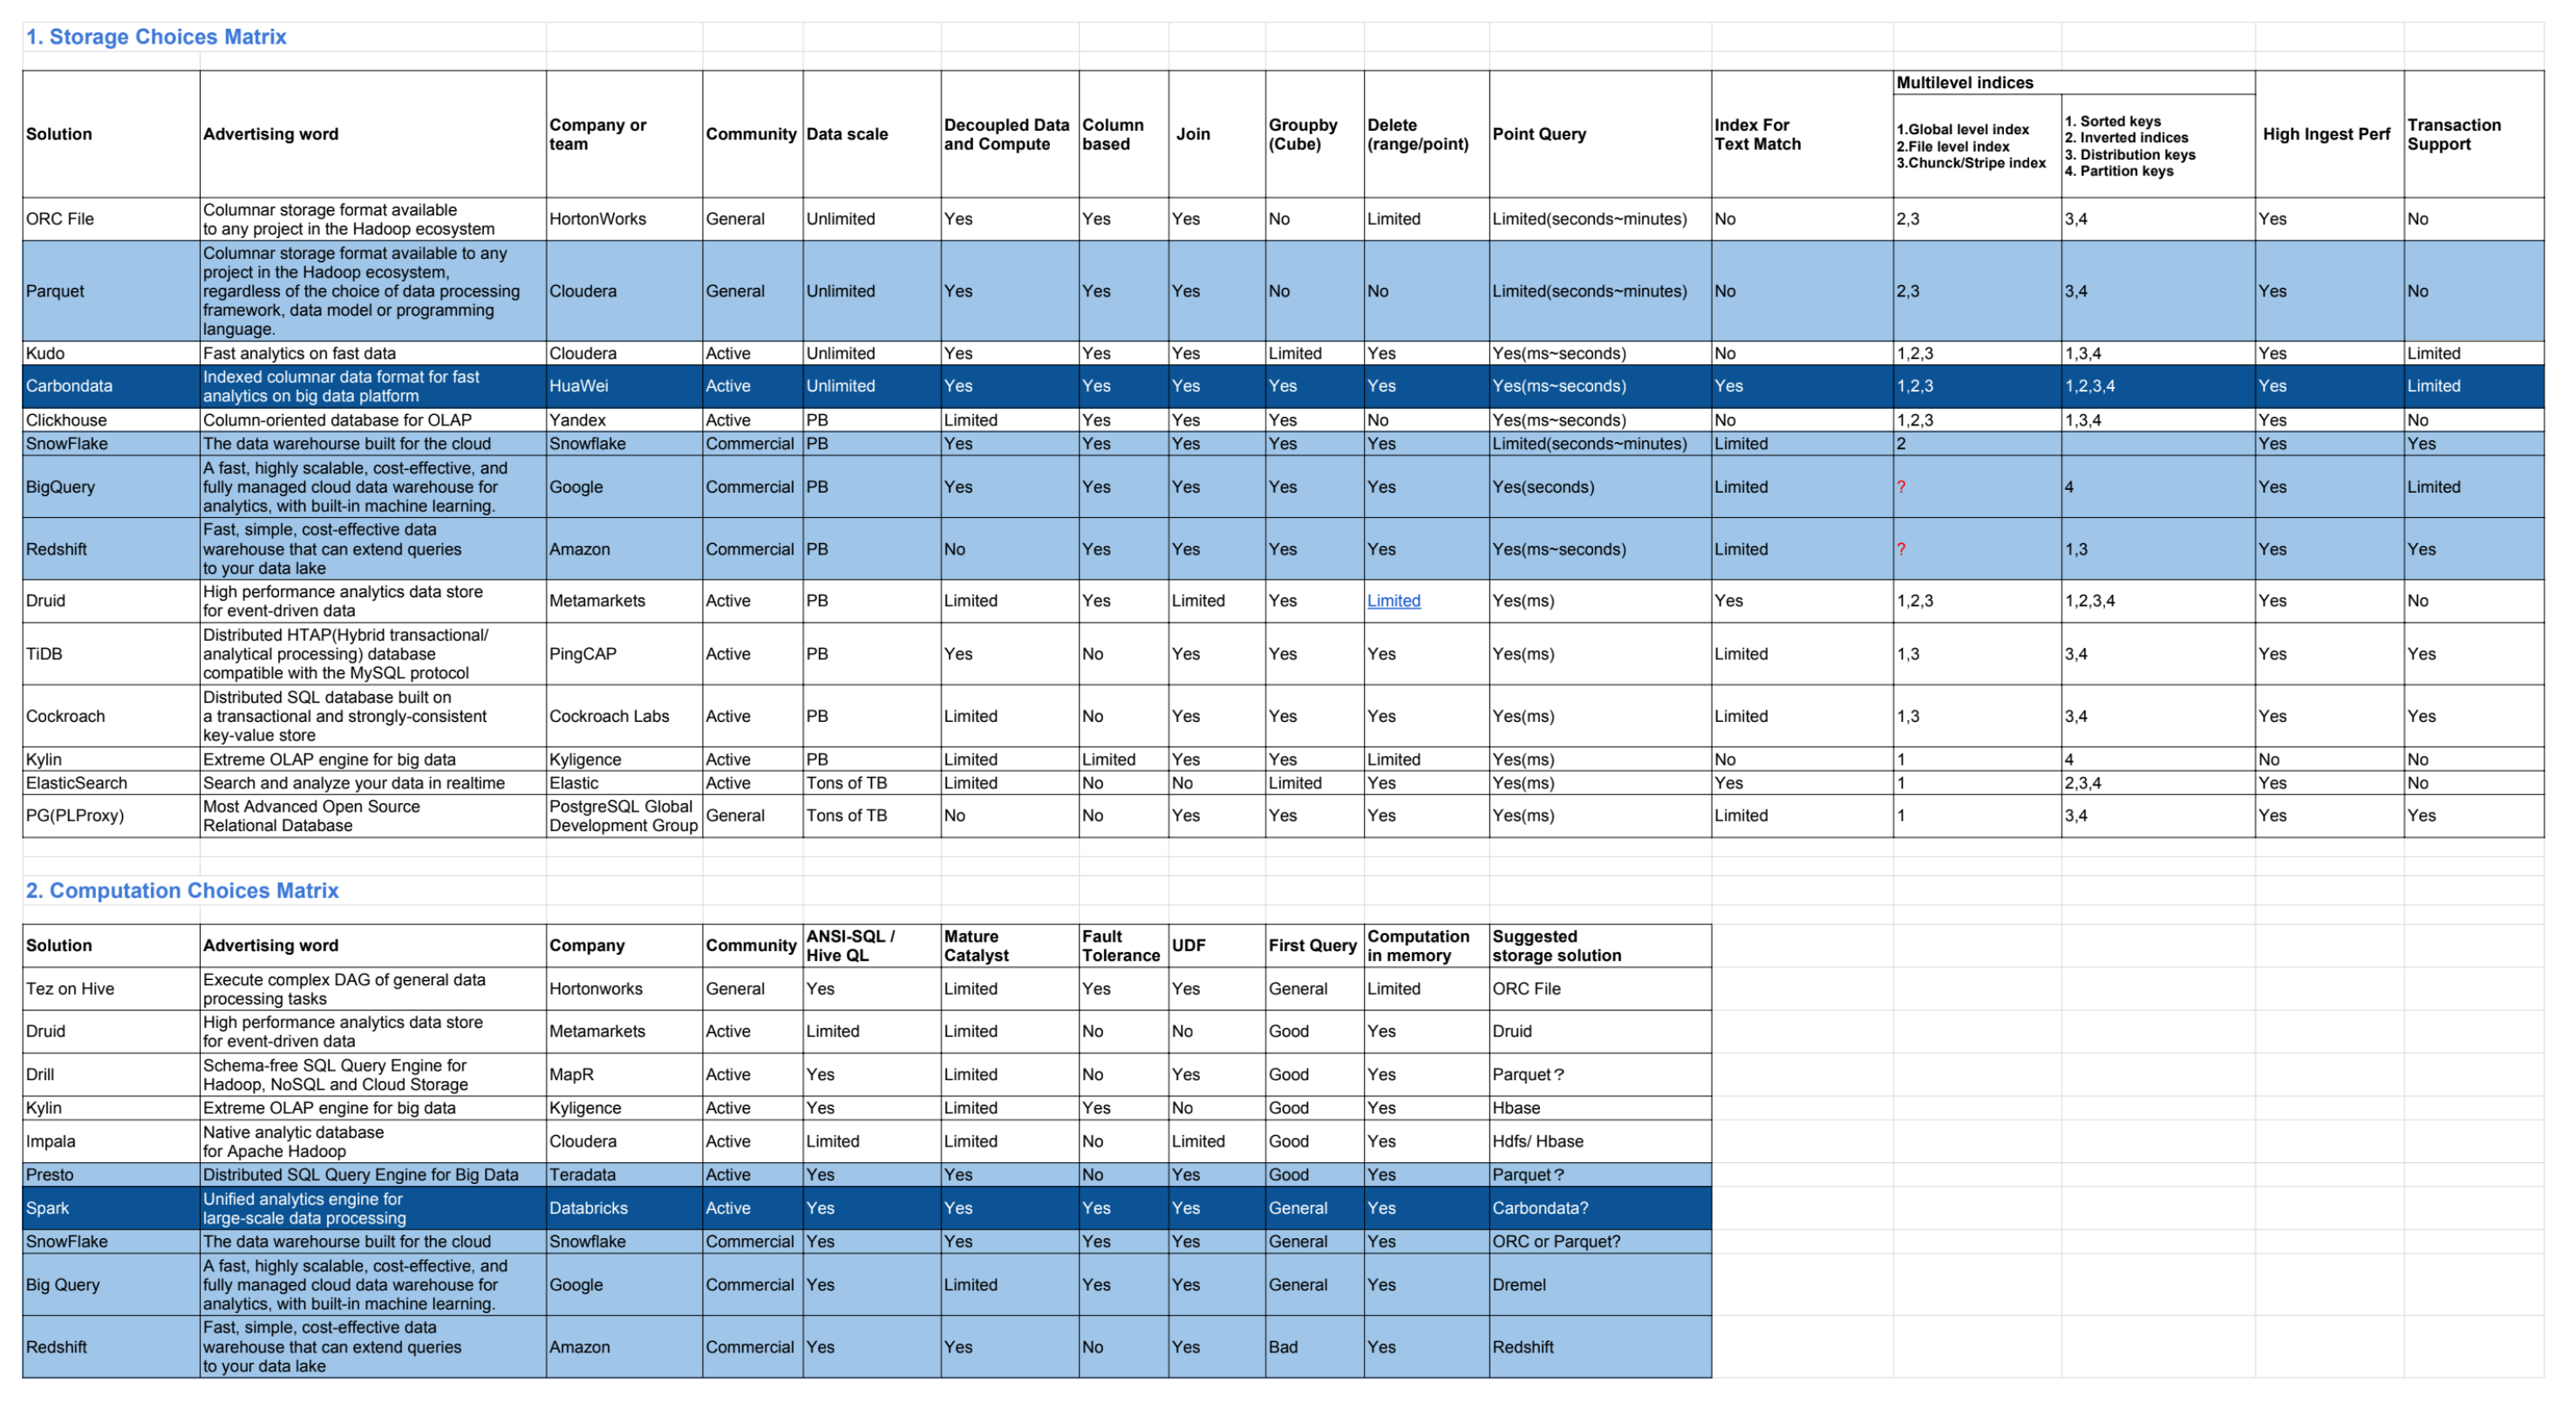 1. Storage Choices Matrix
Solution Advertising word Company or team Community Data scale Decoupled Data and Compute Column based Join Groupby (Cube) Delete (range/point) Point Query Index For Text Match Multilevel indices High Ingest Perf Transaction Support
1.Global level index
2.File level index
3.Chunck/Stripe index
1. Sorted keys
2. Inverted indices
3. Distribution keys
4. Partition keys
ORC File Columnar storage format available to any project in the Hadoop ecosystem HortonWorks General Unlimited Yes Yes Yes No Limited Limited(seconds~minutes) No 2,3 3,4 Yes No
Parquet Columnar storage format available to any project in the Hadoop ecosystem, regardless of the choice of data processing framework, data model or programming language. Cloudera General Unlimited Yes Yes Yes No No Limited(seconds~minutes) No 2,3 3,4 Yes No
Kudo Fast analytics on fast data Cloudera Active Unlimited Yes Yes Yes Limited Yes Yes(ms~seconds) No 1,2,3 1,3,4 Yes Limited
Carbondata Indexed columnar data format for fast analytics on big data platform HuaWei Active Unlimited Yes Yes Yes Yes Yes Yes(ms~seconds) Yes 1,2,3 1,2,3,4 Yes Limited
Clickhouse Column-oriented database for OLAP Yandex Active PB Limited Yes Yes Yes No Yes(ms~seconds) No 1,2,3 1,3,4 Yes No
SnowFlake The data warehourse built for the cloud Snowflake Commercial PB Yes Yes Yes Yes Yes Limited(seconds~minutes) Limited 2 Yes Yes
BigQuery A fast, highly scalable, cost-effective, and fully managed cloud data warehouse for analytics, with built-in machine learning. Google Commercial PB Yes Yes Yes Yes Yes Yes(seconds) Limited ? 4 Yes Limited
Redshift Fast, simple, cost-effective data warehouse that can extend queries to your data lake Amazon Commercial PB No Yes Yes Yes Yes Yes(ms~seconds) Limited ? 1,3 Yes Yes
Druid High performance analytics data store for event-driven data Metamarkets Active PB Limited Yes Limited Yes Limited Yes(ms) Yes 1,2,3 1,2,3,4 Yes No
TiDB Distributed HTAP(Hybrid transactional/ analytical processing) database compatible with the MySQL protocol PingCAP Active PB Yes No Yes Yes Yes Yes(ms) Limited 1,3 3,4 Yes Yes
Cockroach Distributed SQL database built on a transactional and strongly-consistent key-value store Cockroach Labs Active PB Limited No Yes Yes Yes Yes(ms) Limited 1,3 3,4 Yes Yes
Kylin Extreme OLAP engine for big data Kyligence Active PB Limited Limited Yes Yes Limited Yes(ms) No 1 4 No No
ElasticSearch Search and analyze your data in realtime Elastic Active Tons of TB Limited No No Limited Yes Yes(ms) Yes 1 2,3,4 Yes No
PG(PLProxy) Most Advanced Open Source Relational Database PostgreSQL Global Development Group General Tons of TB No No Yes Yes Yes Yes(ms) Limited 1 3,4 Yes Yes
2. Computation Choices Matrix
Solution Advertising word Company Community ANSI-SQL / Hive QL Mature Catalyst Fault Tolerance UDF First Query Computation in memory Suggested storage solution
Tez on Hive Execute complex DAG of general data processing tasks Hortonworks General Yes Limited Yes Yes General Limited ORC File
Druid High performance analytics data store for event-driven data Metamarkets Active Limited Limited No No Good Yes Druid
Drill Schema-free SQL Query Engine for Hadoop, NoSQL and Cloud Storage MapR Active Yes Limited No Yes Good Yes Parquet？
Kylin Extreme OLAP engine for big data Kyligence Active Yes Limited Yes No Good Yes Hbase
Impala Native analytic database for Apache Hadoop Cloudera Active Limited Limited No Limited Good Yes Hdfs/ Hbase
Presto Distributed SQL Query Engine for Big Data Teradata Active Yes Yes No Yes Good Yes Parquet？
Spark Unified analytics engine for large-scale data processing Databricks Active Yes Yes Yes Yes General Yes Carbondata?
SnowFlake The data warehourse built for the cloud Snowflake Commercial Yes Yes Yes Yes General Yes ORC or Parquet?
Big Query A fast, highly scalable, cost-effective, and fully managed cloud data warehouse for analytics, with built-in machine learning. Google Commercial Yes Limited Yes Yes General Yes Dremel
Redshift Fast, simple, cost-effective data warehouse that can extend queries to your data lake Amazon Commercial Yes Yes No Yes Bad Yes Redshift